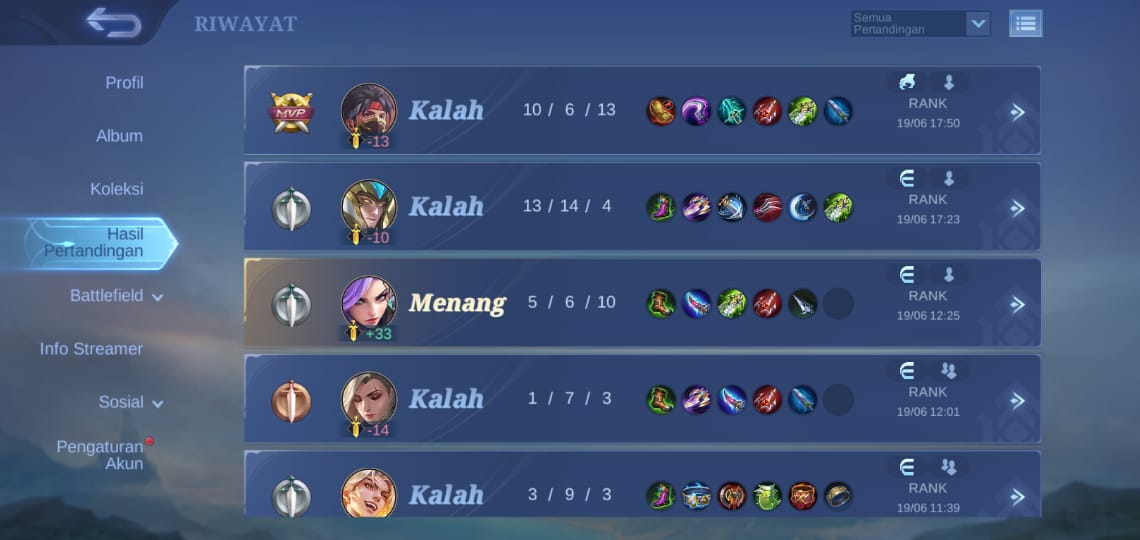 RIWAYAT
Semua
Pertandingan
Profil
Album
Koleksi
Hasil
Pertandingan
Battlefield
Info Streamer
Sosial
Pengaturan
Akun
MVP
-13
Kalah
10 / 6 / 13
RANK
19/06 17:50
-10
Kalah
13 / 14 / 4
RANK
19/06 17:23
+33
Menang
5 / 6 / 10
RANK
19/06 12:25
-14
Kalah
1 / 7 / 3
RANK
19/06 12:01
Kalah
3 / 9 / 3
RANK
19/06 11:39